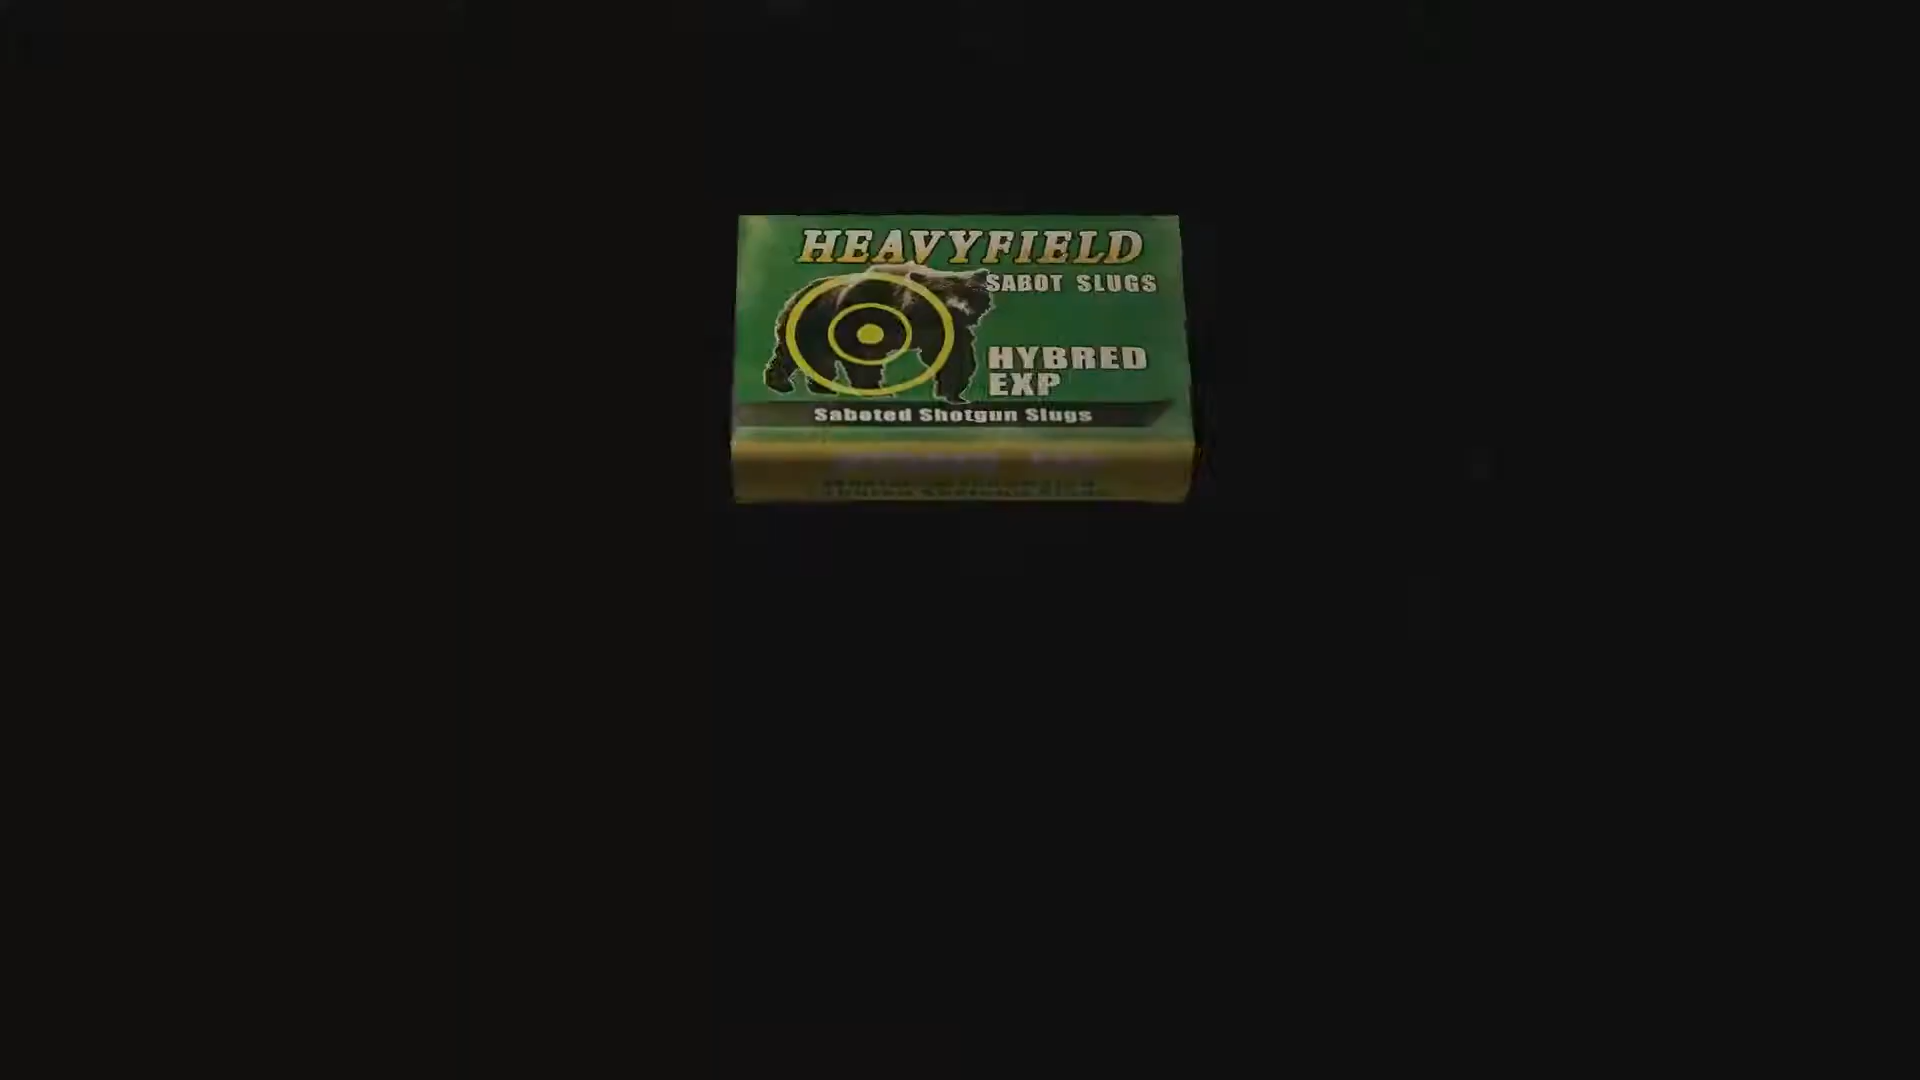 HEAVYFIELD
SABOT SLUGS
HYBRED
EXP
Saboted Shotgun Slugs